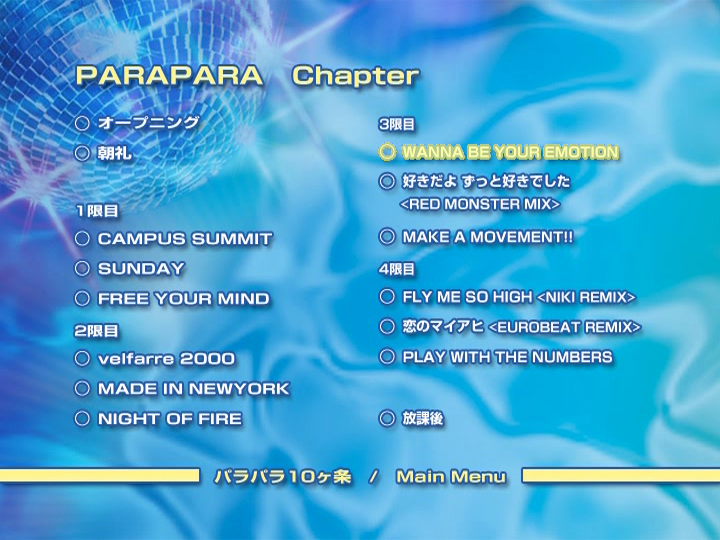 PARAPARA Chapter
オープニング
朝礼
1限目
CAMPUS SUMMIT
SUNDAY
FREE YOUR MIND
2限目
velfarre 2000
MADE IN NEWYORK
NIGHT OF FIRE
3限目
WANNA BE YOUR EMOTION
好きだよ ずっと好きでした
<RED MONSTER MIX>
MAKE A MOVEMENT!!
4限目
FLY ME SO HIGH <NIKI REMIX>
恋のマイアヒ <EUROBEAT REMIX>
PLAY WITH THE NUMBERS
放課後
パラパラ10ヶ条 / Main Menu